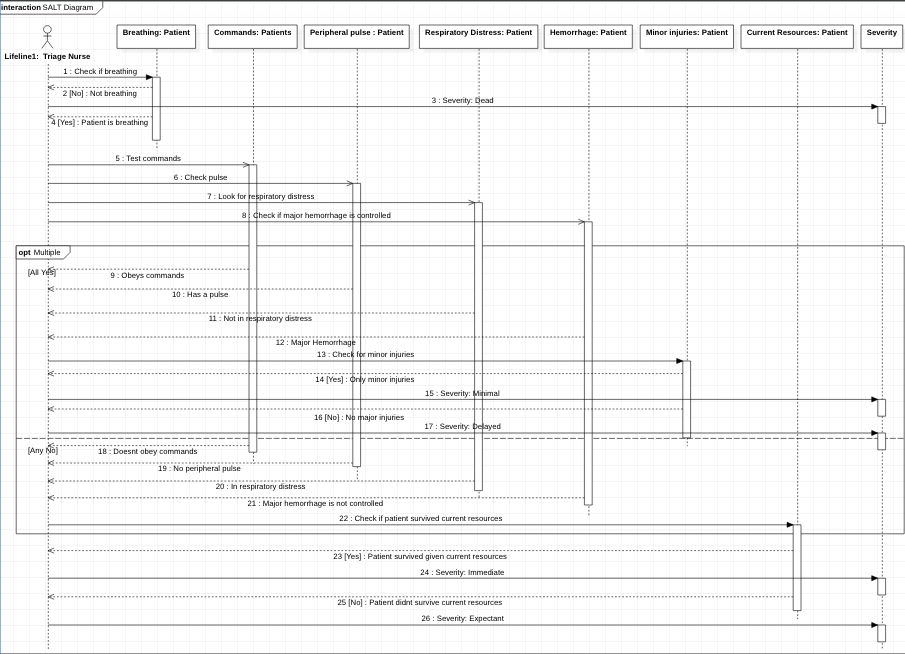 interaction SALT Diagram
Breathing: Patient
Commands: Patients
Peripheral pulse : Patient
Respiratory Distress: Patient
Hemorrhage: Patient
Minor injuries: Patient
Current Resources: Patient
Severity
Lifeline1: Triage Nurse
1 : Check if breathing
2 [No] : Not breathing
3 : Severity: Dead
4 [Yes] : Patient is breathing
5 : Test commands
6 : Check pulse
7 : Look for respiratory distress
8 : Check if major hemorrhage is controlled
opt Multiple
[All Yes]
9 : Obeys commands
10 : Has a pulse
11 : Not in respiratory distress
12 : Major Hemorrhage
13 : Check for minor injuries
14 [Yes] : Only minor injuries
15 : Severity: Minimal
16 [No] : No major injuries
17 : Severity: Delayed
[Any No]
18 : Doesnt obey commands
19 : No peripheral pulse
20 : In respiratory distress
21 : Major hemorrhage is not controlled
22 : Check if patient survived current resources
23 [Yes] : Patient survived given current resources
24 : Severity: Immediate
25 [No] : Patient didnt survive current resources
26 : Severity: Expectant